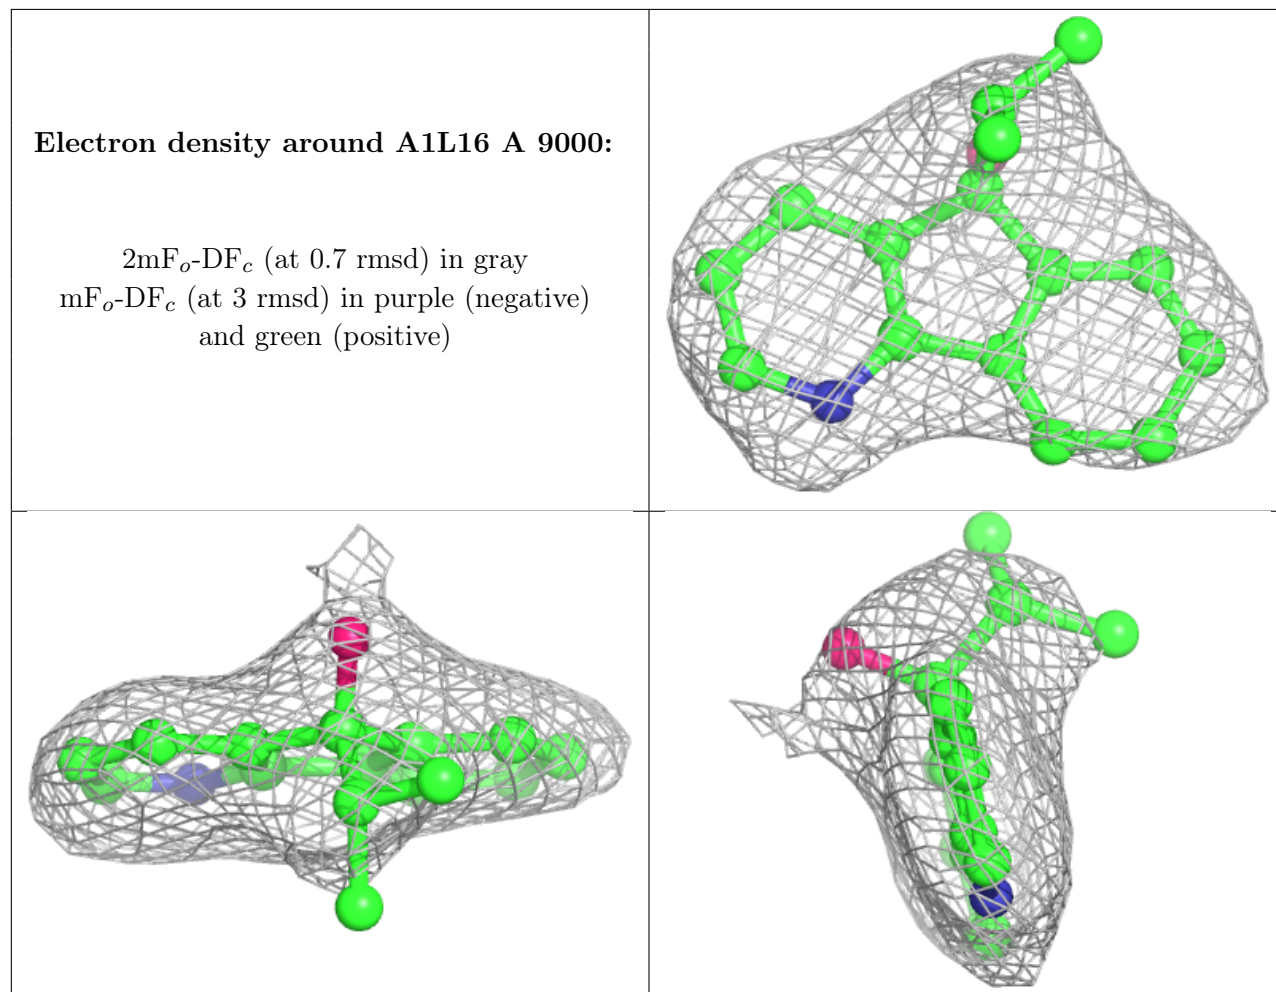 Electron density around A1L16 A 9000:
2mFo-DFc (at 0.7 rmsd) in gray
mFo-DFc (at 3 rmsd) in purple (negative)
and green (positive)